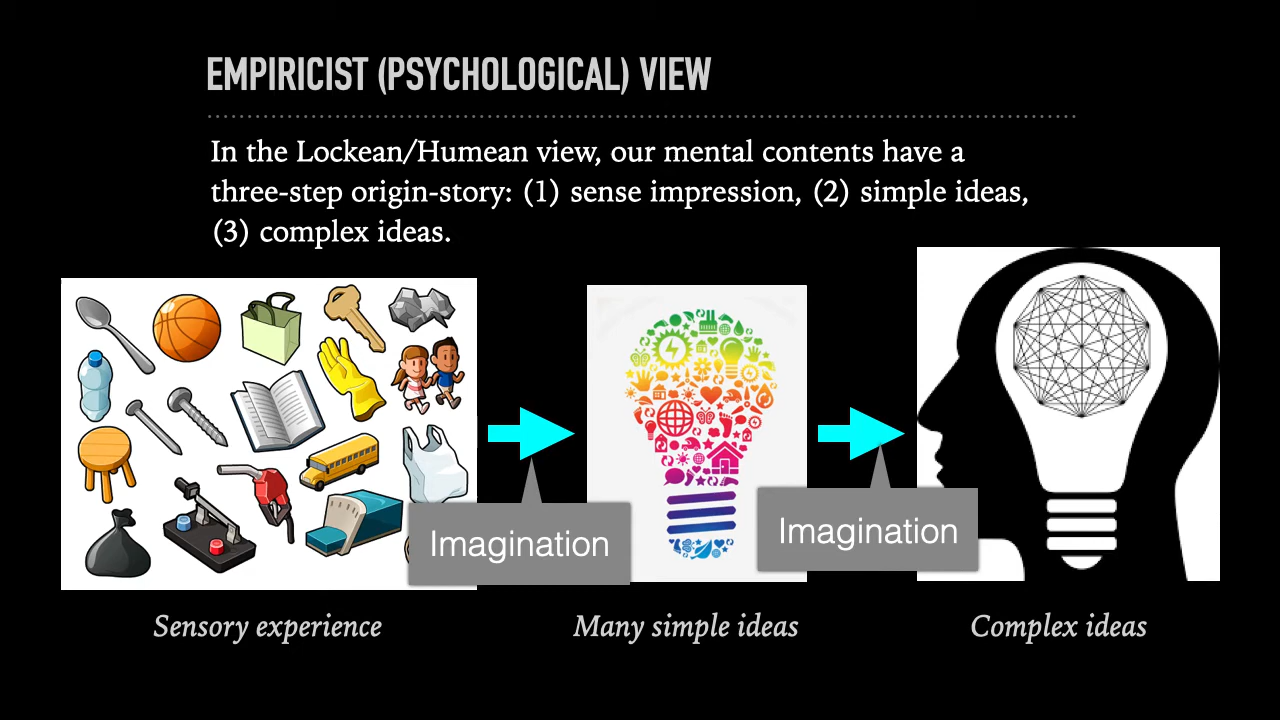 EMPIRICIST (PSYCHOLOGICAL) VIEW
In the Lockean/Humean view, our mental contents have a
three-step origin-story: (1) sense impression, (2) simple ideas,
(3) complex ideas.
Imagination
Imagination
Sensory experience
Many simple ideas
Complex ideas